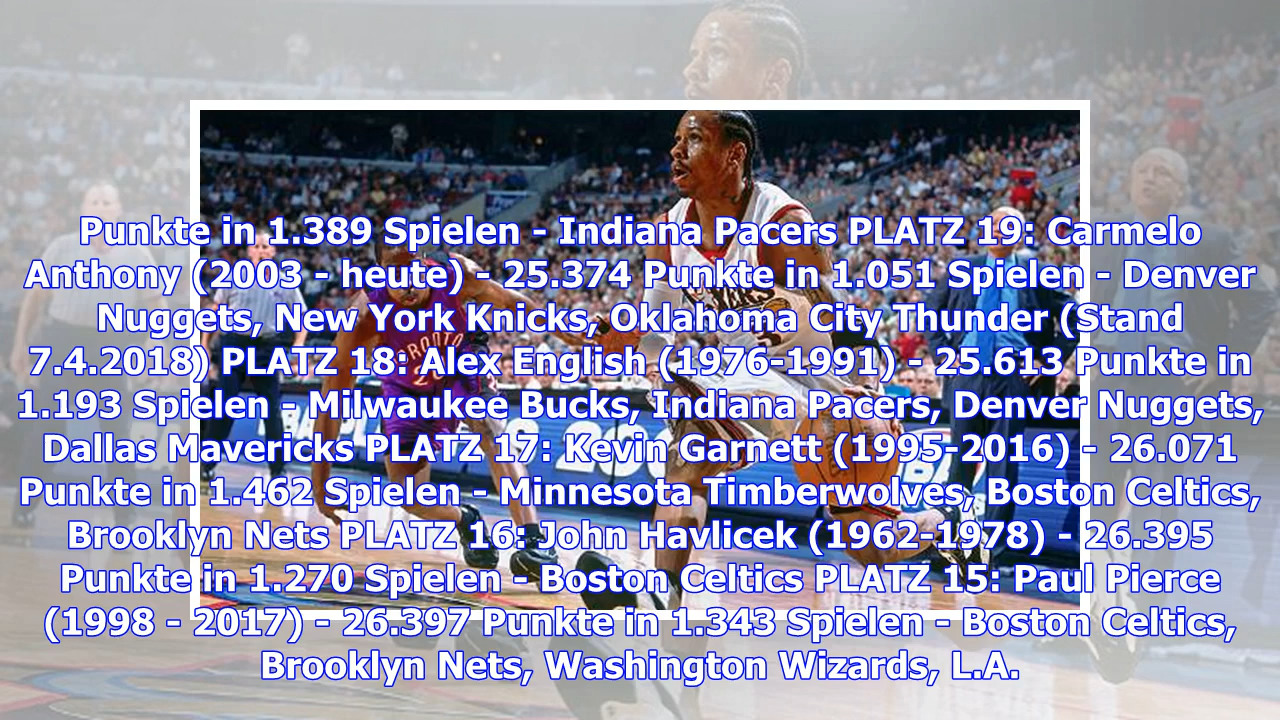 Punkte in 1.389 Spielen - Indiana Pacers PLATZ 19: Carmelo
Anthony (2003 - heute) - 25.374 Punkte in 1.051 Spielen - Denver
Nuggets, New York Knicks, Oklahoma City Thunder (Stand
7.4.2018) PLATZ 18: Alex English (1976-1991) - 25.613 Punkte in
1.193 Spielen - Milwaukee Bucks, Indiana Pacers, Denver Nuggets,
Dallas Mavericks PLATZ 17: Kevin Garnett (1995-2016) - 26.071
Punkte in 1.462 Spielen - Minnesota Timberwolves, Boston Celtics,
Brooklyn Nets PLATZ 16: John Havlicek (1962-1978) - 26.395
Punkte in 1.270 Spielen - Boston Celtics PLATZ 15: Paul Pierce
(1998 - 2017) - 26.397 Punkte in 1.343 Spielen - Boston Celtics,
Brooklyn Nets, Washington Wizards, L.A.